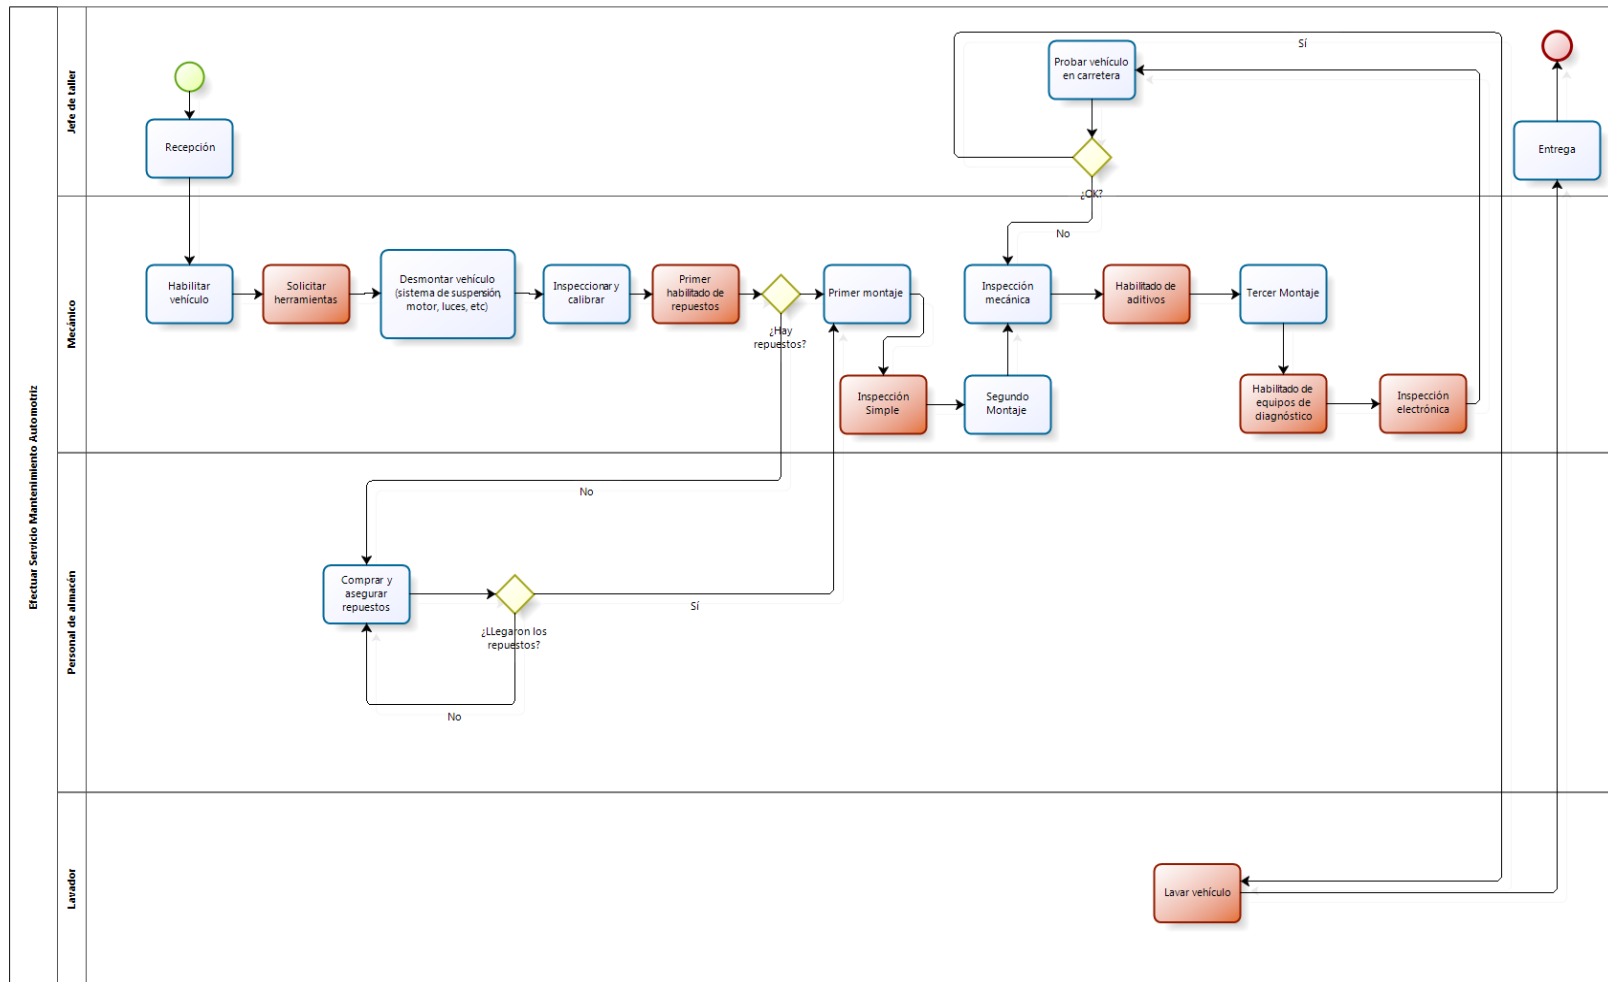 Efectuar Servicio Mantenimiento Automotriz
Jefe de taller
Recepción
Probar vehículo
en carretera
Sí
¿OK?
Entrega
Mecánico
No
Habilitar
vehículo
Solicitar
herramientas
Desmontar vehículo
(sistema de suspensión,
motor, luces, etc)
Inspeccionar y
calibrar
Primer
habilitado de
repuestos
¿Hay
repuestos?
Primer montaje
Inspección
mecánica
Habilitado de
aditivos
Tercer Montaje
Inspección
Simple
Segundo
Montaje
Habilitado de
equipos de
diagnóstico
Inspección
electrónica
Personal de almacén
No
Comprar y
asegurar
repuestos
¿LLegaron los
repuestos?
Sí
No
Lavador
Lavar vehículo